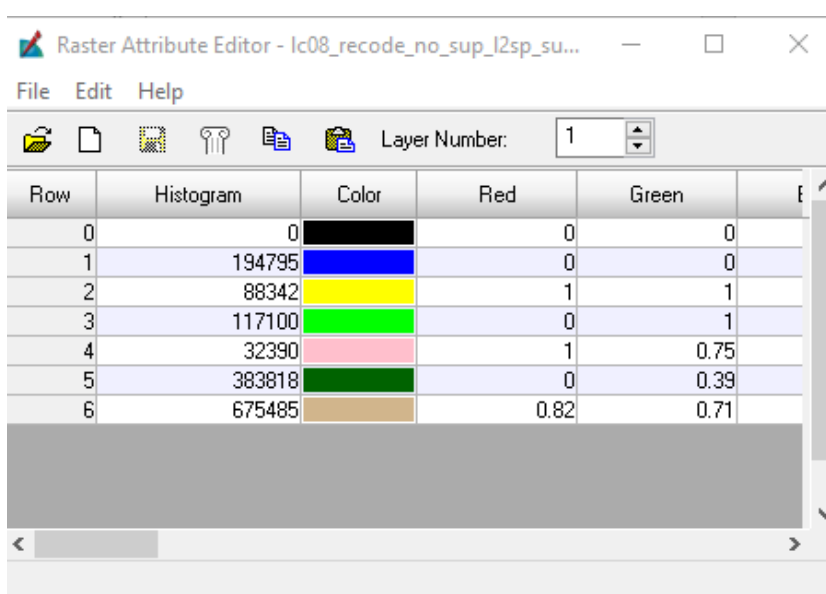 Raster Attribute Editor - lc08_recode_no_sup_l2sp_su...
File Edit Help
Layer Number: 1
Row Histogram Color Red Green
0 0 0 0
1 194795 0 0
2 88342 1 1
3 117100 0 1
4 32390 1 0.75
5 383818 0 0.39
6 675485 0.82 0.71